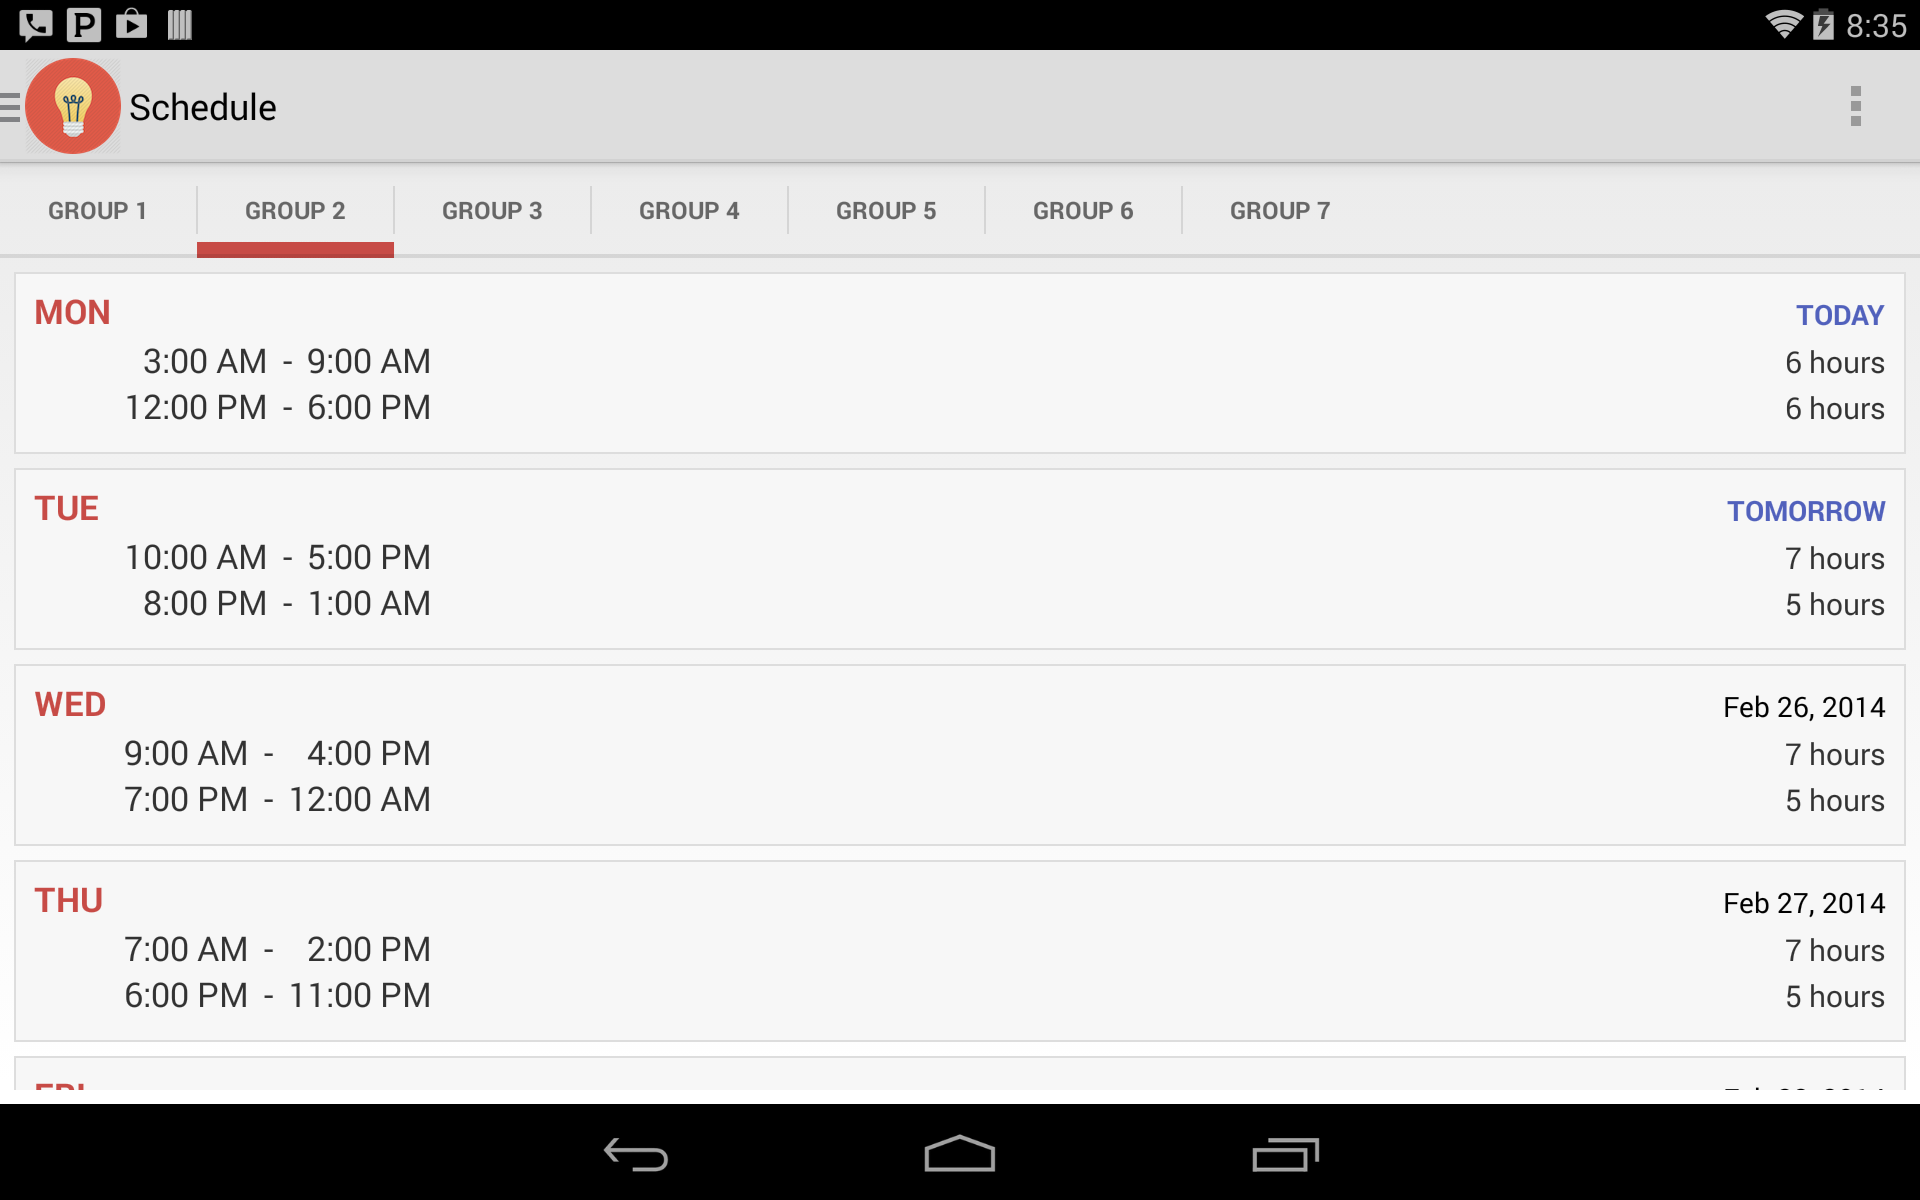 8:35
Schedule
GROUP 1 GROUP 2 GROUP 3 GROUP 4 GROUP 5 GROUP 6 GROUP 7
MON TODAY
3:00 AM - 9:00 AM 6 hours
12:00 PM - 6:00 PM 6 hours
TUE TOMORROW
10:00 AM - 5:00 PM 7 hours
8:00 PM - 1:00 AM 5 hours
WED Feb 26, 2014
9:00 AM - 4:00 PM 7 hours
7:00 PM - 12:00 AM 5 hours
THU Feb 27, 2014
7:00 AM - 2:00 PM 7 hours
6:00 PM - 11:00 PM 5 hours